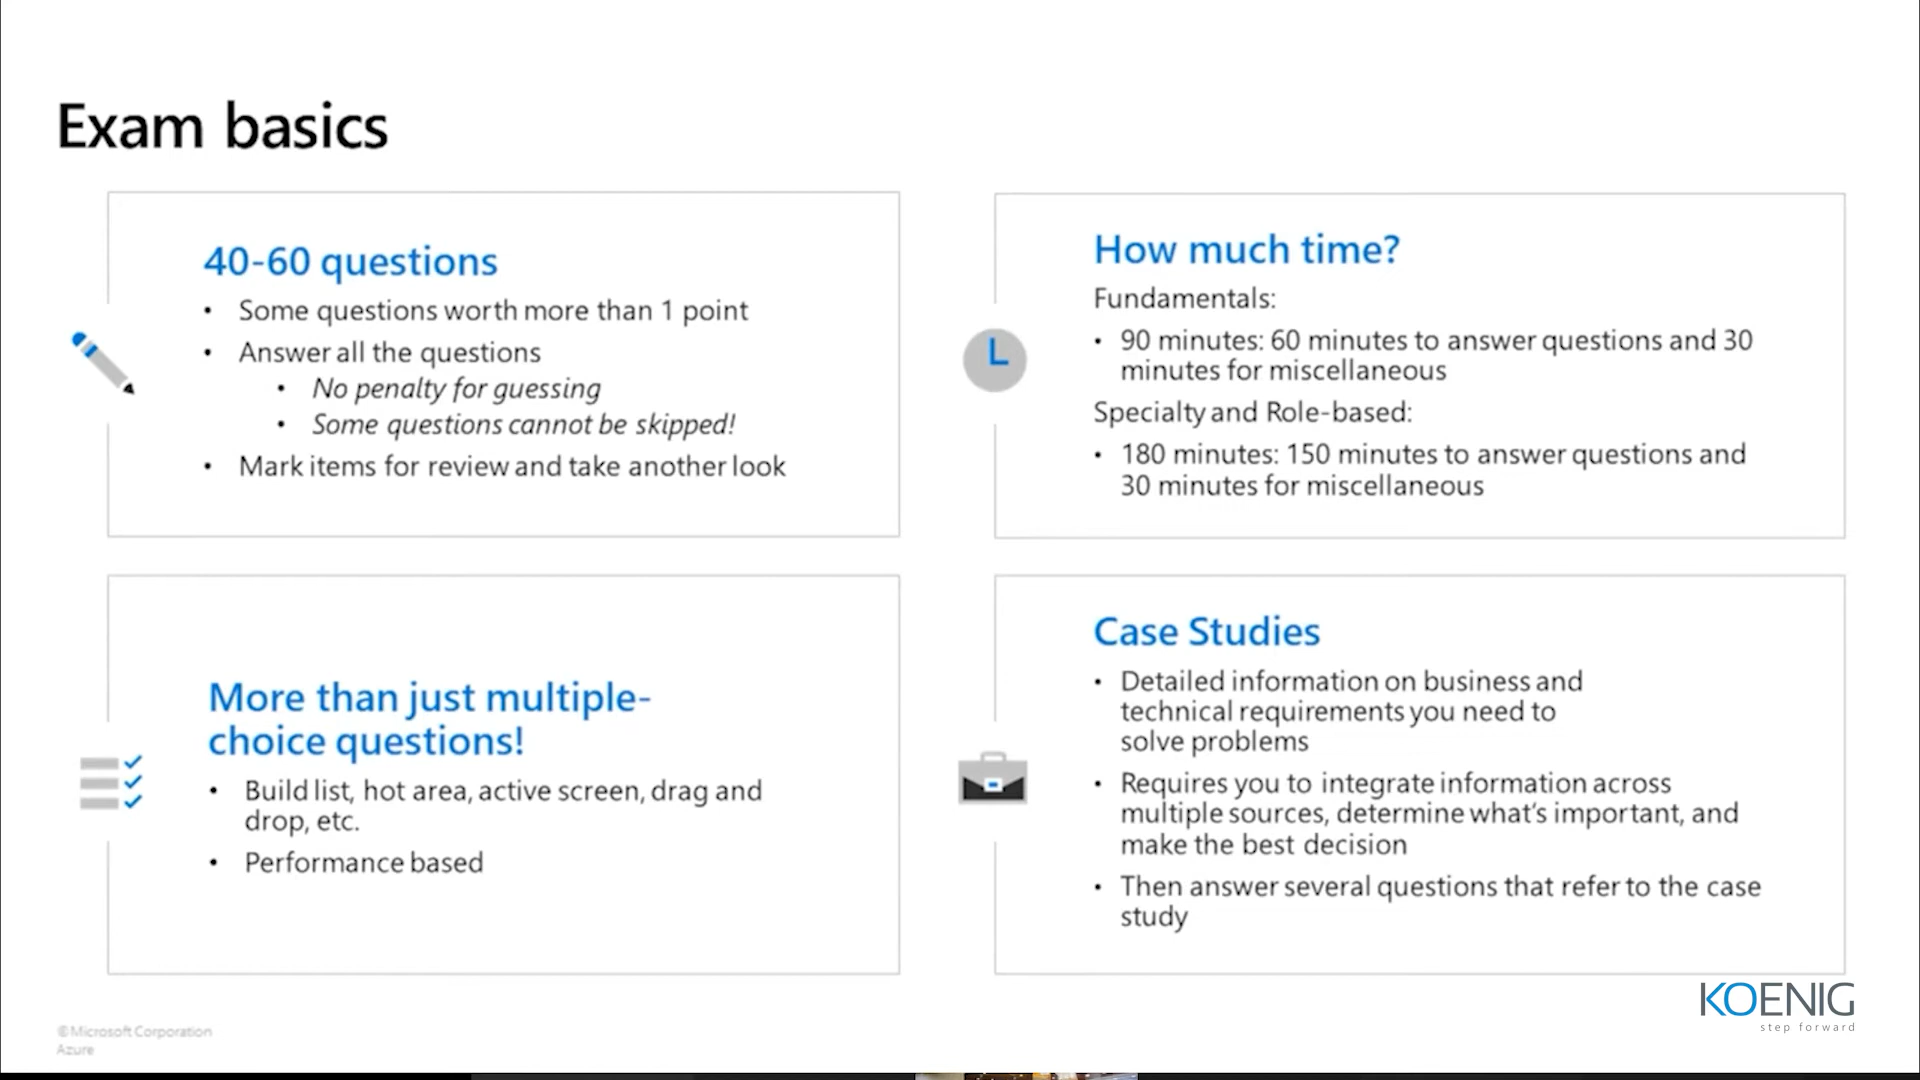 Exam basics
40-60 questions
• Some questions worth more than 1 point
• Answer all the questions
• No penalty for guessing
• Some questions cannot be skipped!
• Mark items for review and take another look
How much time?
Fundamentals:
• 90 minutes: 60 minutes to answer questions and 30
minutes for miscellaneous
Specialty and Role-based:
• 180 minutes: 150 minutes to answer questions and
30 minutes for miscellaneous
More than just multiple-
choice questions!
• Build list, hot area, active screen, drag and
drop, etc.
• Performance based
Case Studies
• Detailed information on business and
technical requirements you need to
solve problems
• Requires you to integrate information across
multiple sources, determine what's important, and
make the best decision
• Then answer several questions that refer to the case
study
KOENIG
step forward
©Microsoft Corporation
Azure